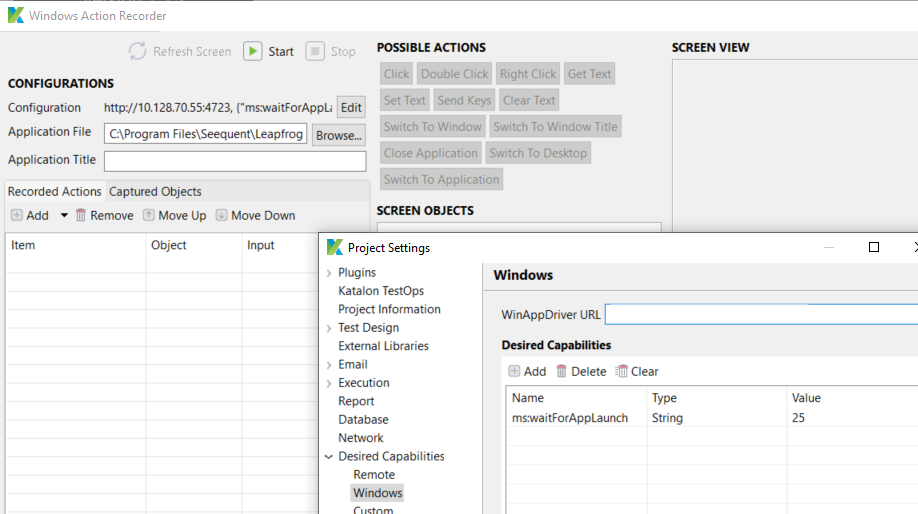 Windows Action Recorder
Refresh Screen Start Stop
CONFIGURATIONS
Configuration http://10.128.70.55:4723, {"ms:waitForAppLa Edit
Application File C:\Program Files\Seequent\Leapfrog Browse...
Application Title
Recorded Actions Captured Objects
Add Remove Move Up Move Down
Item Object Input
POSSIBLE ACTIONS
Click Double Click Right Click Get Text
Set Text Send Keys Clear Text
Switch To Window Switch To Window Title
Close Application Switch To Desktop
Switch To Application
SCREEN OBJECTS
SCREEN VIEW
Project Settings
Plugins
Katalon TestOps
Project Information
Test Design
External Libraries
Email
Execution
Report
Database
Network
Desired Capabilities
Remote
Windows
Custom
Windows
WinAppDriver URL
Desired Capabilities
Add Delete Clear
Name Type Value
ms:waitForAppLaunch String 25